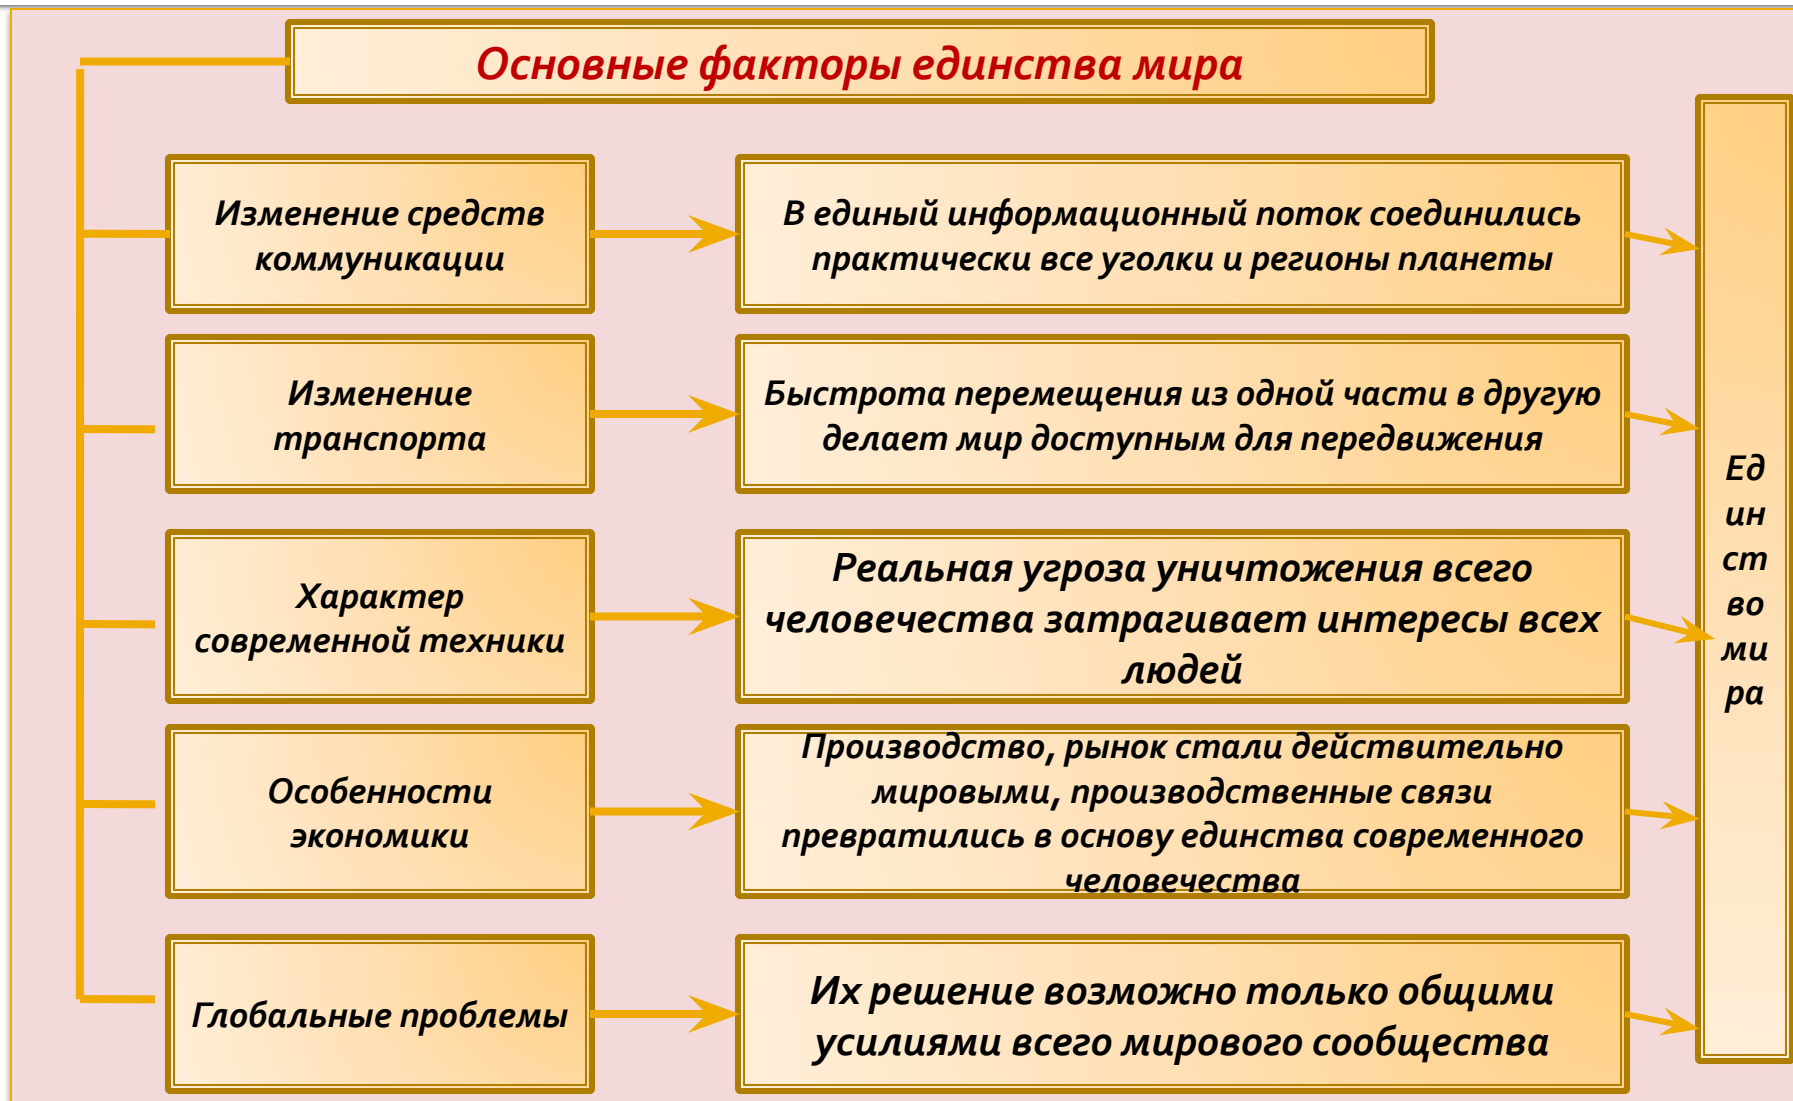 Основные факторы единства мира
Изменение средств
коммуникации
В единый информационный поток соединились
практически все уголки и регионы планеты
Изменение
транспорта
Быстрота перемещения из одной части в другую
делает мир доступным для передвижения
Характер
современной техники
Реальная угроза уничтожения всего
человечества затрагивает интересы всех
людей
Особенности
экономики
Производство, рынок стали действительно
мировыми, производственные связи
превратились в основу единства современного
человечества
Глобальные проблемы
Их решение возможно только общими
усилиями всего мирового сообщества
Ед
ин
ст
во
ми
ра